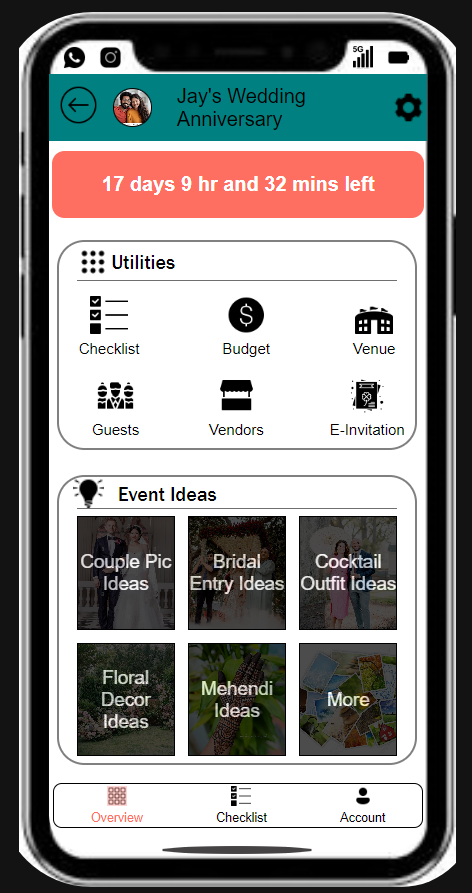 5G
Jay's Wedding
Anniversary
17 days 9 hr and 32 mins left
Utilities
Checklist
Budget
Venue
Guests
Vendors
E-Invitation
Event Ideas
Couple Pic
Ideas
Bridal
Entry Ideas
Cocktail
Outfit Ideas
Floral
Decor
Ideas
Mehendi
Ideas
More
Overview
Checklist
Account